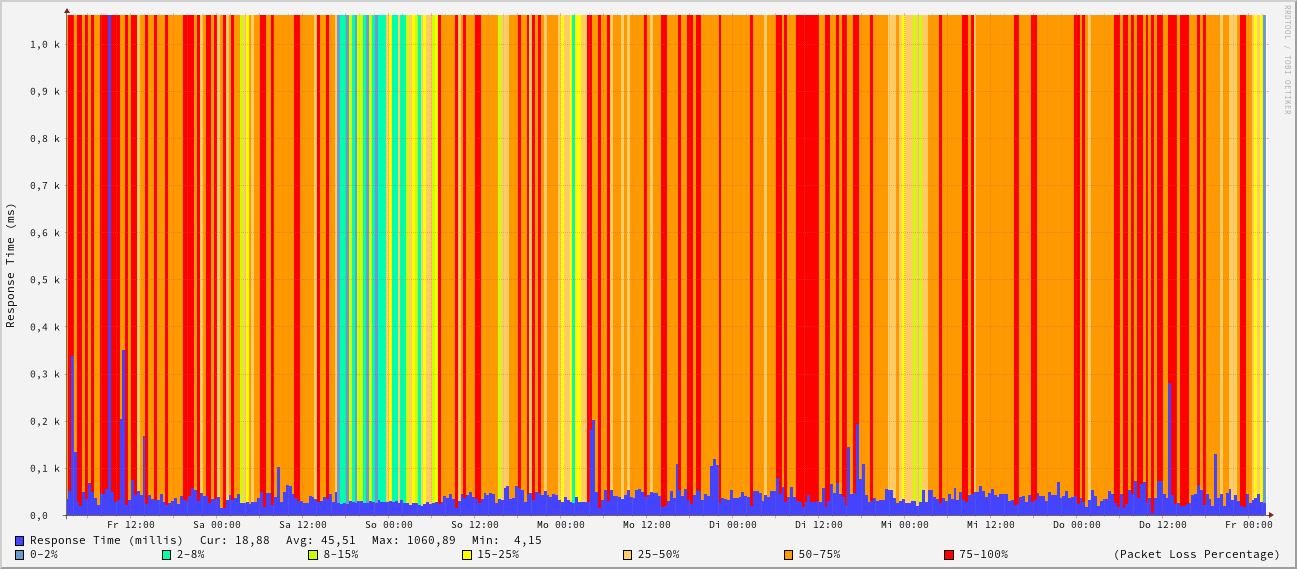 RRDTOOL / TOBI OETIKER
Response Time (ms)
1,0 k
0,9 k
0,8 k
0,7 k
0,6 k
0,5 k
0,4 k
0,3 k
0,2 k
0,1 k
0,0
Fr 12:00 Sa 00:00 Sa 12:00 So 00:00 So 12:00 Mo 00:00 Mo 12:00 Di 00:00 Di 12:00 Mi 00:00 Mi 12:00 Do 00:00 Do 12:00 Fr 00:00
Response Time (millis) Cur: 18,88 Avg: 45,51 Max: 1060,89 Min: 4,15
0-2% 2-8% 8-15% 15-25% 25-50% 50-75% 75-100% (Packet Loss Percentage)